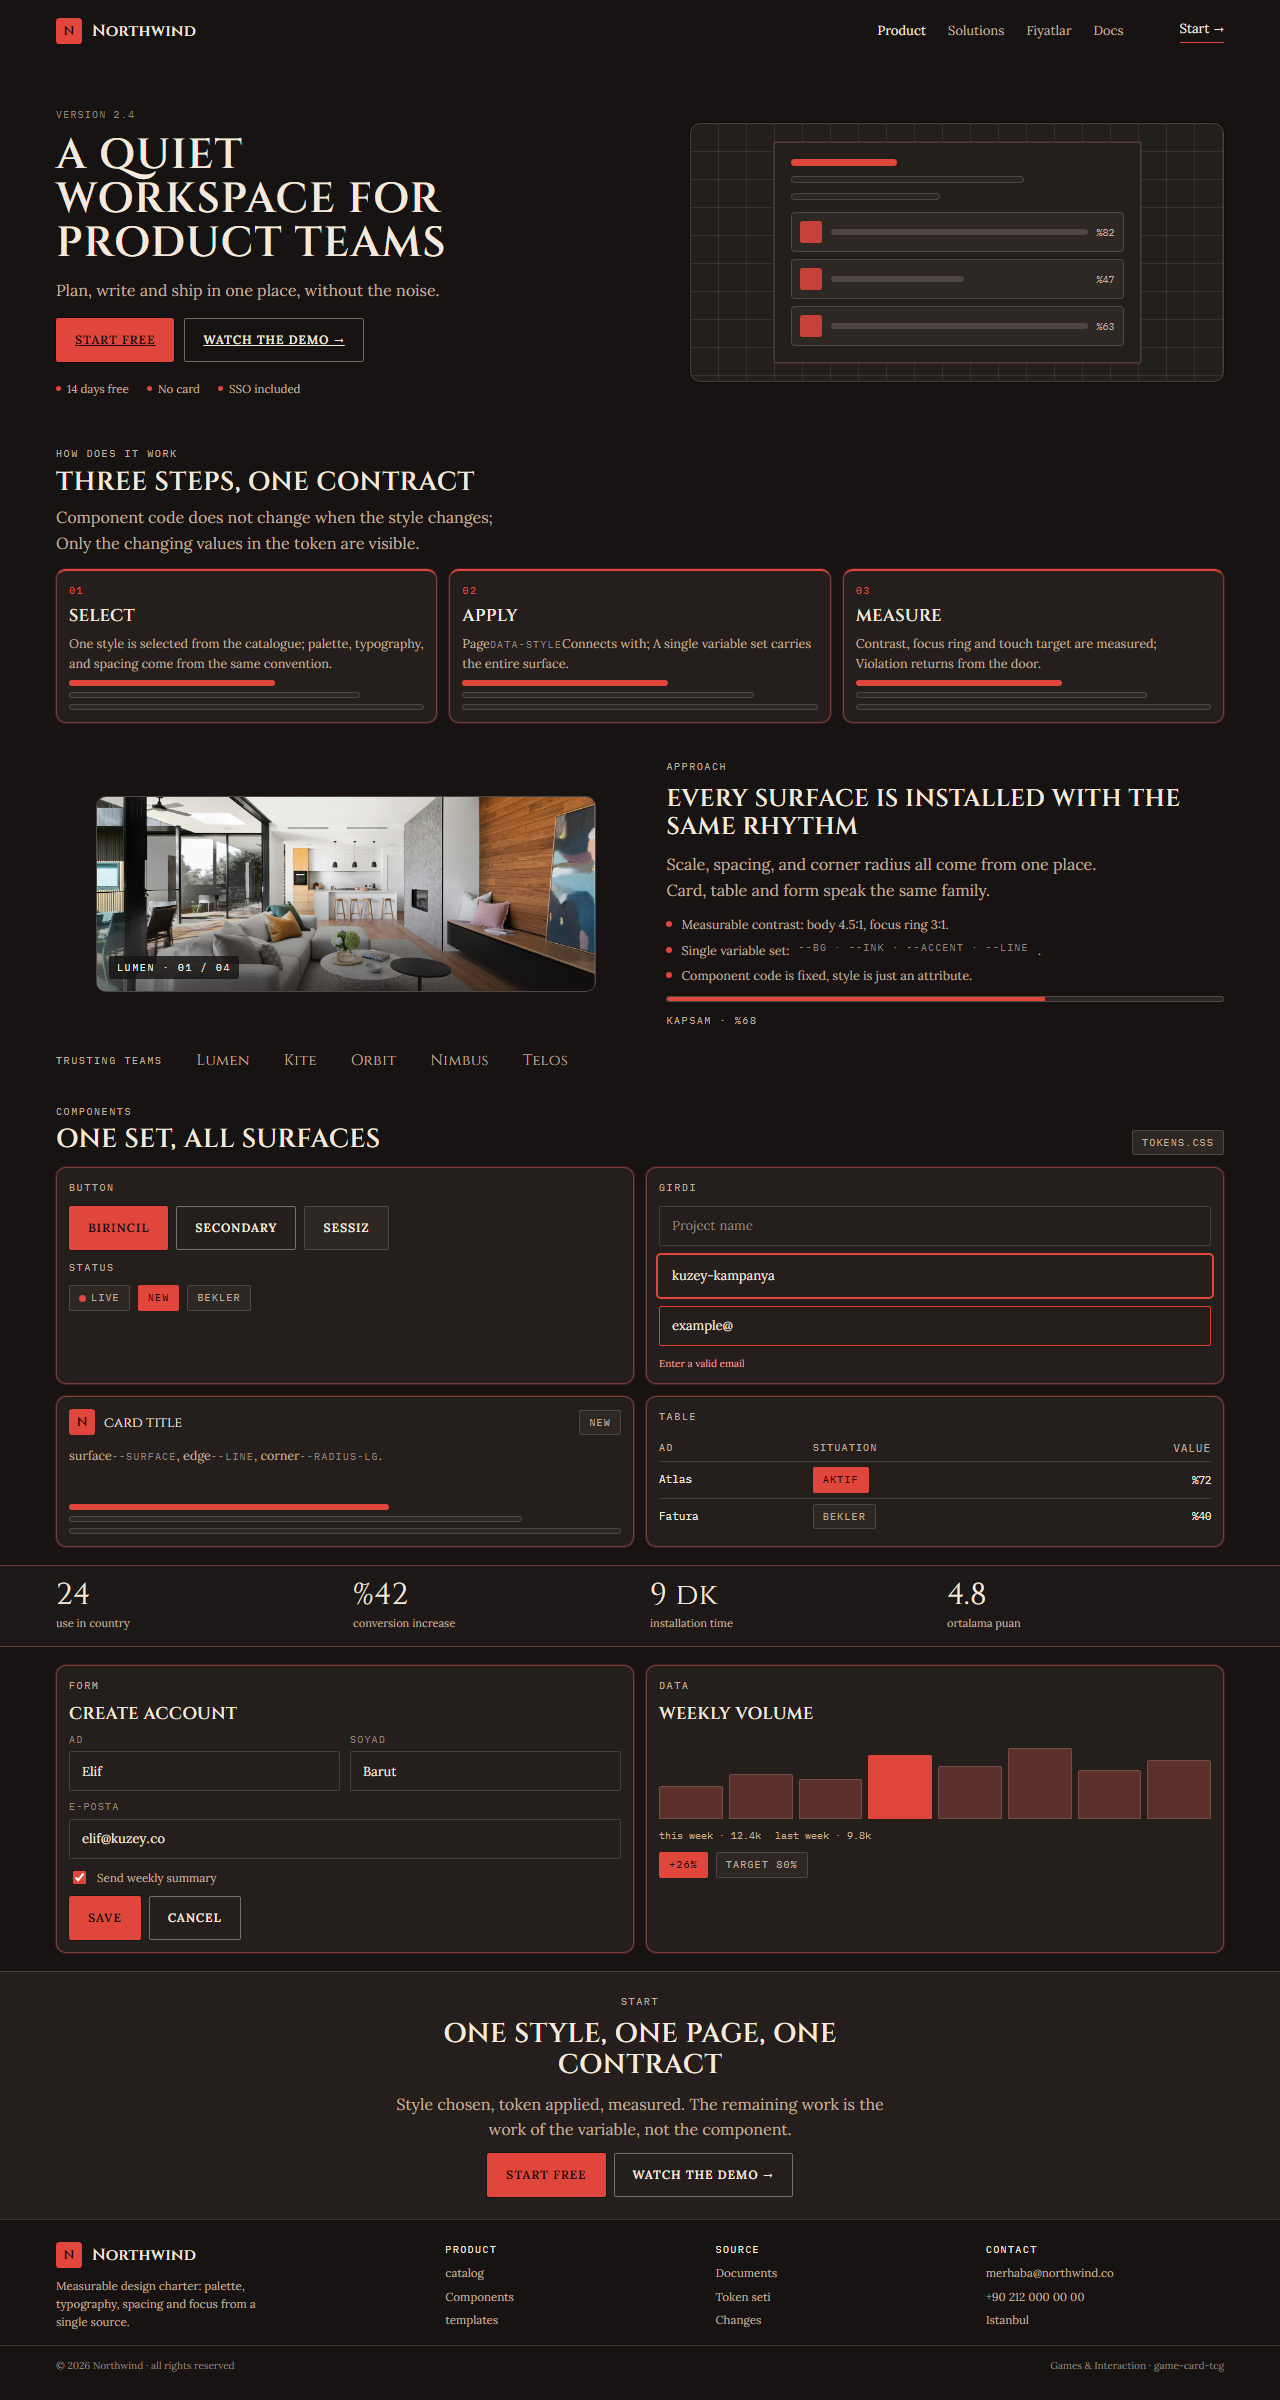 N Northwind
Product Solutions Fiyatlar Docs Start →
VERSION 2.4
A QUIET
WORKSPACE FOR
PRODUCT TEAMS
Plan, write and ship in one place, without the noise.
START FREE WATCH THE DEMO →
14 days free No card SSO included
%82
%47
%63
HOW DOES IT WORK
THREE STEPS, ONE CONTRACT
Component code does not change when the style changes;
Only the changing values in the token are visible.
01
SELECT
One style is selected from the catalogue; palette, typography,
and spacing come from the same convention.
02
APPLY
PageDATA-STYLEConnects with; A single variable set carries
the entire surface.
03
MEASURE
Contrast, focus ring and touch target are measured;
Violation returns from the door.
LUMEN · 01 / 04
APPROACH
EVERY SURFACE IS INSTALLED WITH THE
SAME RHYTHM
Scale, spacing, and corner radius all come from one place.
Card, table and form speak the same family.
Measurable contrast: body 4.5:1, focus ring 3:1.
Single variable set: --BG · --INK · --ACCENT · --LINE .
Component code is fixed, style is just an attribute.
KAPSAM · %68
TRUSTING TEAMS Lumen Kite Orbit Nimbus Telos
COMPONENTS
ONE SET, ALL SURFACES
TOKENS.CSS
BUTTON
BIRINCIL SECONDARY SESSIZ
STATUS
LIVE NEW BEKLER
GIRDI
Project name
kuzey-kampanya
example@
Enter a valid email
N CARD TITLE NEW
surface--SURFACE, edge--LINE, corner--RADIUS-LG.
TABLE
AD SITUATION VALUE
Atlas AKTIF %72
Fatura BEKLER %40
24
use in country
%42
conversion increase
9 DK
installation time
4.8
ortalama puan
FORM
CREATE ACCOUNT
AD SOYAD
Elif Barut
E-POSTA
elif@kuzey.co
Send weekly summary
SAVE CANCEL
DATA
WEEKLY VOLUME
this week · 12.4k last week · 9.8k
+26% TARGET 80%
START
ONE STYLE, ONE PAGE, ONE
CONTRACT
Style chosen, token applied, measured. The remaining work is the
work of the variable, not the component.
START FREE WATCH THE DEMO →
N Northwind
Measurable design charter: palette,
typography, spacing and focus from a
single source.
PRODUCT
catalog
Components
templates
SOURCE
Documents
Token seti
Changes
CONTACT
merhaba@northwind.co
+90 212 000 00 00
Istanbul
© 2026 Northwind · all rights reserved
Games & Interaction · game-card-tcg